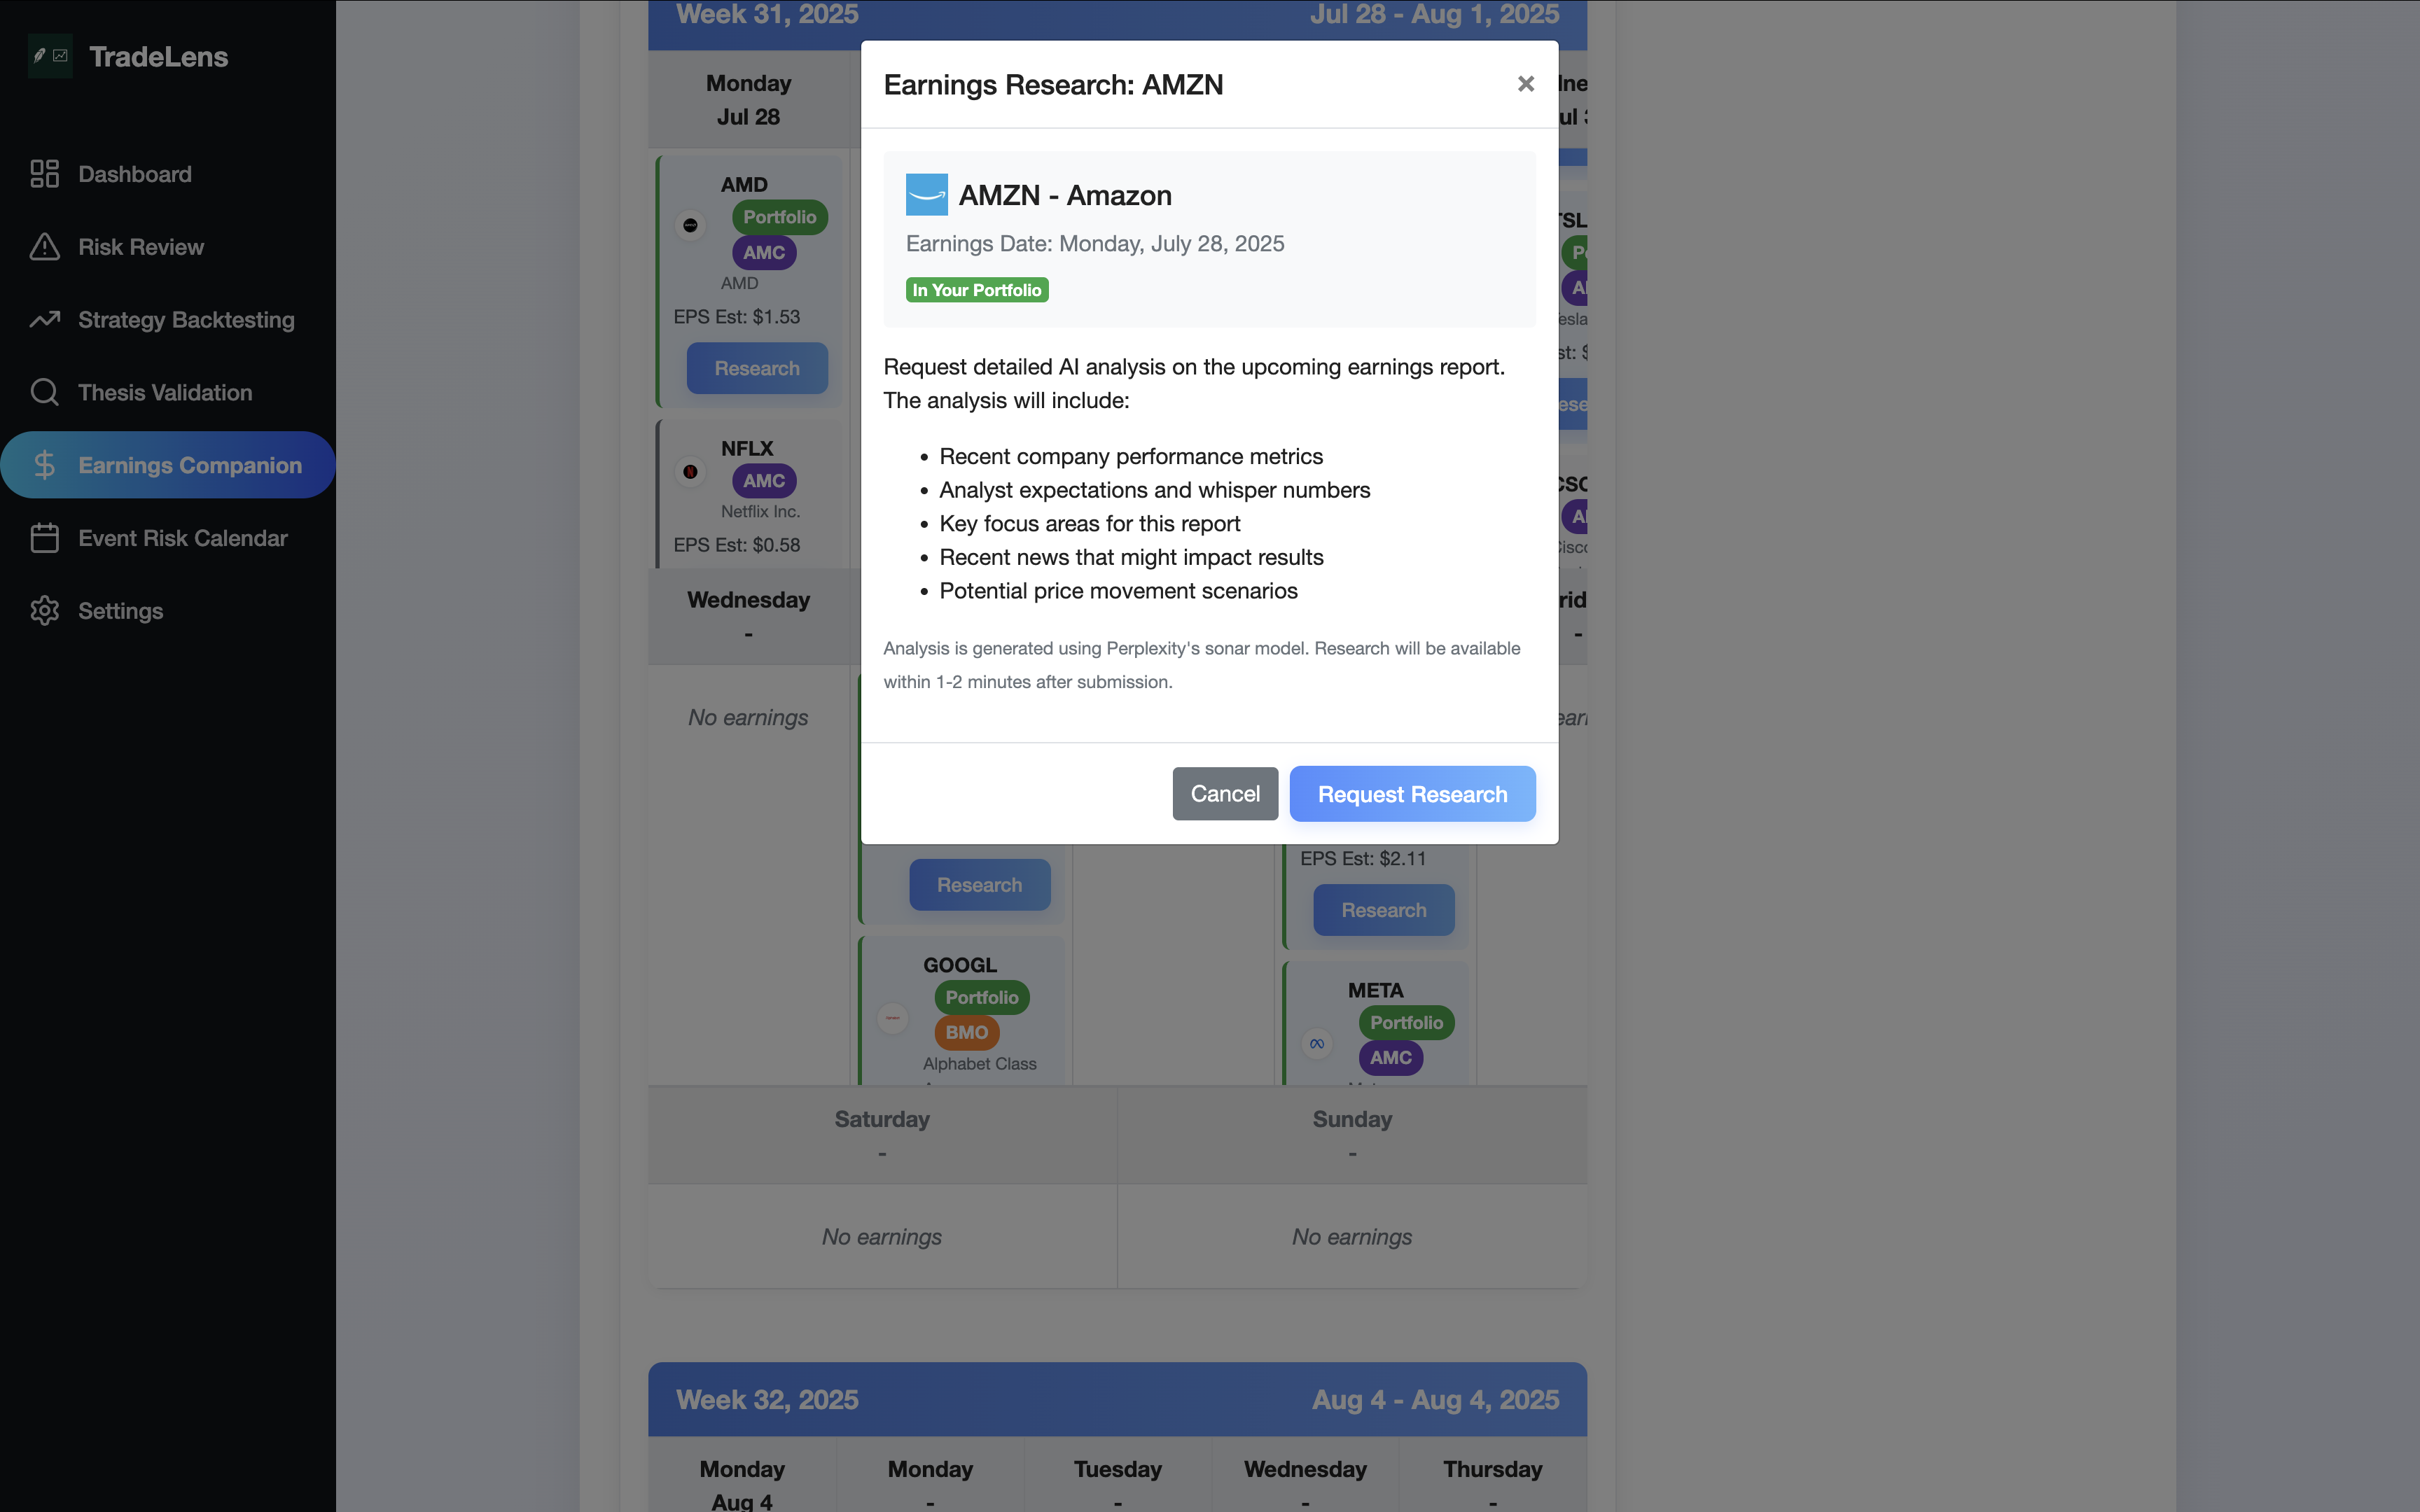 TradeLens
Dashboard
Risk Review
Strategy Backtesting
Thesis Validation
Earnings Companion
Event Risk Calendar
Settings
Week 31, 2025
Jul 28 - Aug 1, 2025
Monday
Jul 28
AMD
Portfolio
AMC
AMD
EPS Est: $1.53
Research
NFLX
AMC
Netflix Inc.
EPS Est: $0.58
Earnings Research: AMZN
×
AMZN - Amazon
Earnings Date: Monday, July 28, 2025
In Your Portfolio
Request detailed AI analysis on the upcoming earnings report.
The analysis will include:
• Recent company performance metrics
• Analyst expectations and whisper numbers
• Key focus areas for this report
• Recent news that might impact results
• Potential price movement scenarios
Analysis is generated using Perplexity's sonar model. Research will be available
within 1-2 minutes after submission.
Cancel
Request Research
Wednesday
-
No earnings
Research
GOOGL
Portfolio
BMO
Alphabet Class
EPS Est: $2.11
Research
META
Portfolio
AMC
Saturday
-
Sunday
-
No earnings
No earnings
Week 32, 2025
Aug 4 - Aug 4, 2025
Monday
Aug 4
Monday
-
Tuesday
-
Wednesday
-
Thursday
-